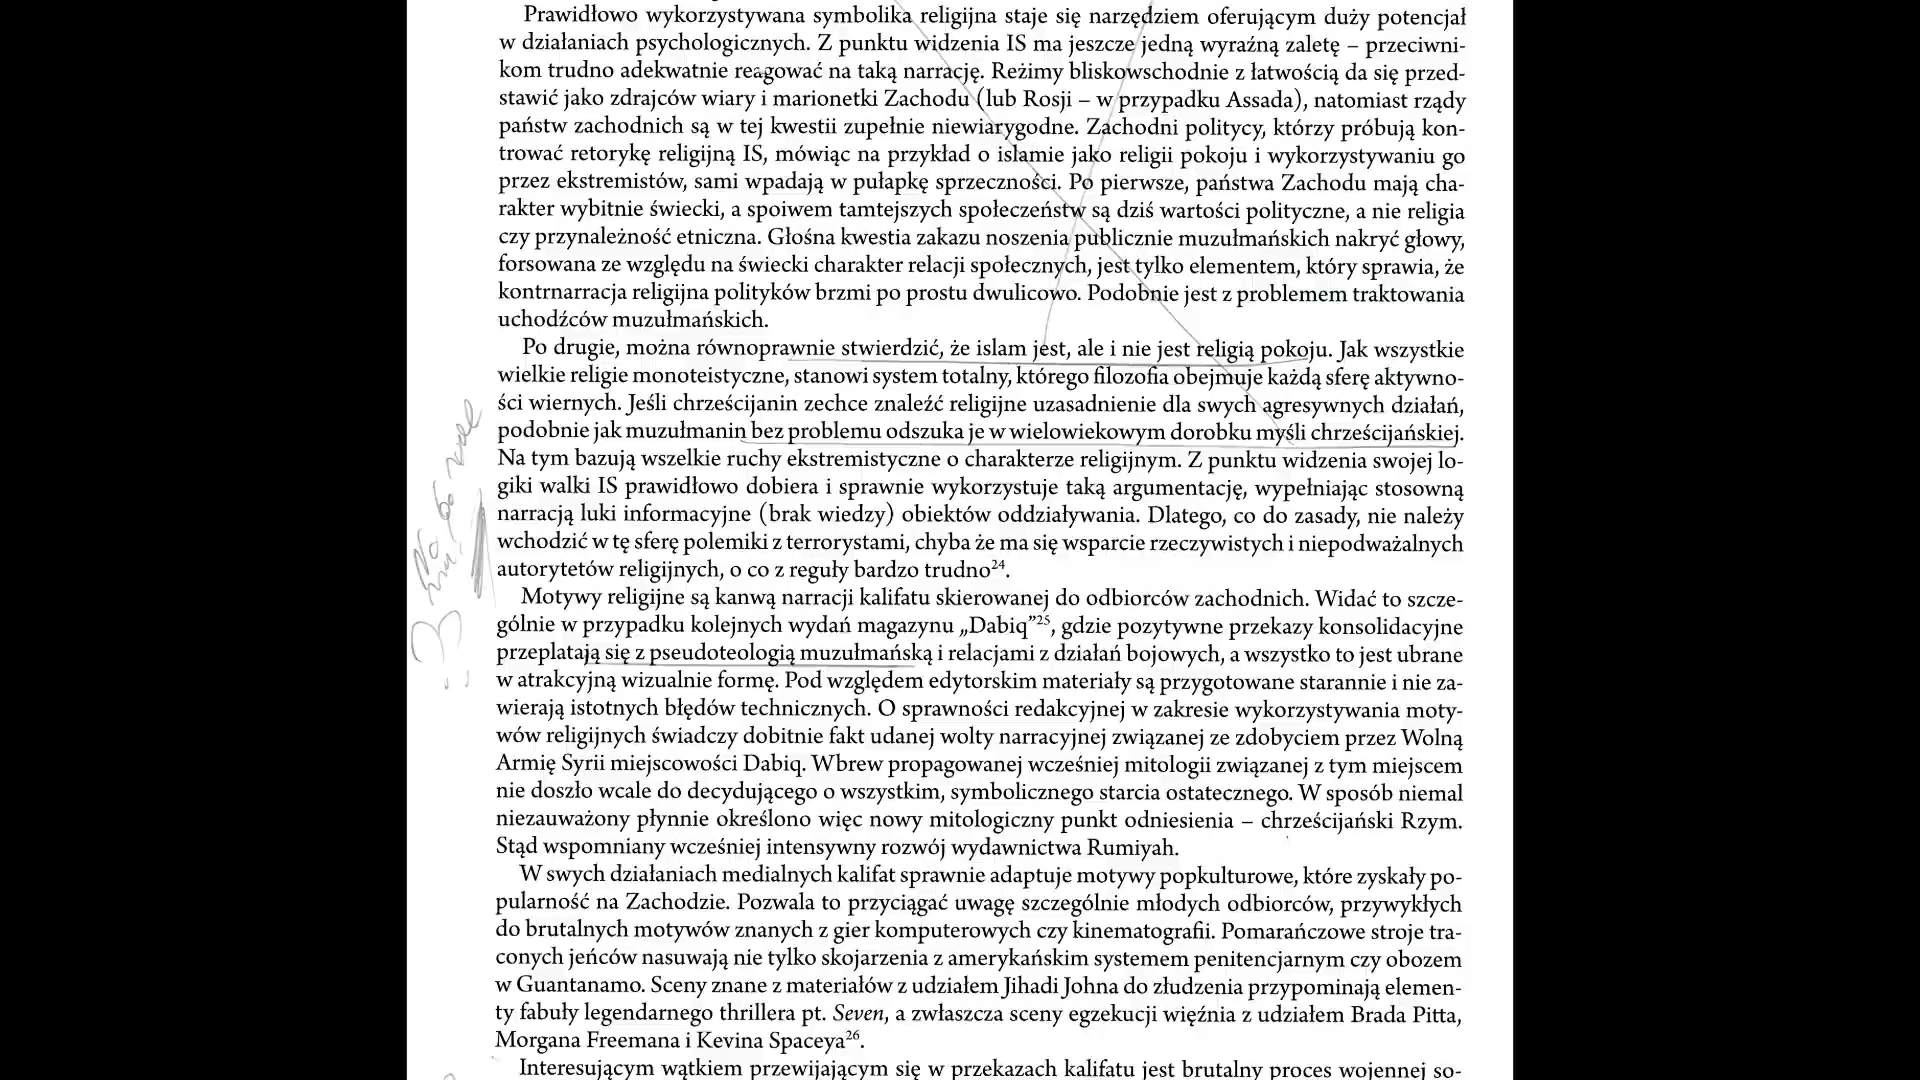 Prawidłowo wykorzystywana symbolika religijna staje się narzędziem oferującym duży potencjał
w działaniach psychologicznych. Z punktu widzenia IS ma jeszcze jedną wyraźną zaletę – przeciwni-
kom trudno adekwatnie reagować na taką narrację. Reżimy bliskowschodnie z łatwością da się przed-
stawić jako zdrajców wiary i marionetki Zachodu (lub Rosji – w przypadku Assada), natomiast rządy
państw zachodnich są w tej kwestii zupełnie niewiarygodne. Zachodni politycy, którzy próbują kon-
trować retorykę religijną IS, mówiąc na przykład o islamie jako religii pokoju i wykorzystywaniu go
przez ekstremistów, sami wpadają w pułapkę sprzeczności. Po pierwsze, państwa Zachodu mają cha-
rakter wybitnie świecki, a spoiwem tamtejszych społeczeństw są dziś wartości polityczne, a nie religia
czy przynależność etniczna. Głośna kwestia zakazu noszenia publicznie muzułmańskich nakryć głowy,
forsowana ze względu na świecki charakter relacji społecznych, jest tylko elementem, który sprawia, że
kontrnarracja religijna polityków brzmi po prostu dwulicowo. Podobnie jest z problemem traktowania
uchodźców muzułmańskich.
Po drugie, można równoprawnie stwierdzić, że islam jest, ale i nie jest religią pokoju. Jak wszystkie
wielkie religie monoteistyczne, stanowi system totalny, którego filozofia obejmuje każdą sferę aktywno-
ści wiernych. Jeśli chrześcijanin zechce znaleźć religijne uzasadnienie dla swych agresywnych działań,
podobnie jak muzułmanin bez problemu odszuka je w wielowiekowym dorobku myśli chrześcijańskiej.
Na tym bazują wszelkie ruchy ekstremistyczne o charakterze religijnym. Z punktu widzenia swojej lo-
giki walki IS prawidłowo dobiera i sprawnie wykorzystuje taką argumentację, wypełniając stosowną
narracją luki informacyjne (brak wiedzy) obiektów oddziaływania. Dlatego, co do zasady, nie należy
wchodzić w tę sferę polemiki z terrorystami, chyba że ma się wsparcie rzeczywistych i niepodważalnych
autorytetów religijnych, o co z reguły bardzo trudno24.
Motywy religijne są kanwą narracji kalifatu skierowanej do odbiorców zachodnich. Widać to szcze-
gólnie w przypadku kolejnych wydań magazynu „Dabiq”25, gdzie pozytywne przekazy konsolidacyjne
przeplatają się z pseudoteologią muzułmańską i relacjami z działań bojowych, a wszystko to jest ubrane
w atrakcyjną wizualnie formę. Pod względem edytorskim materiały są przygotowane starannie i nie za-
wierają istotnych błędów technicznych. O sprawności redakcyjnej w zakresie wykorzystywania moty-
wów religijnych świadczy dobitnie fakt udanej wolty narracyjnej związanej ze zdobyciem przez Wolną
Armię Syrii miejscowości Dabiq. Wbrew propagowanej wcześniej mitologii związanej z tym miejscem
nie doszło wcale do decydującego o wszystkim, symbolicznego starcia ostatecznego. W sposób niemal
niezauważony płynnie określono więc nowy mitologiczny punkt odniesienia – chrześcijański Rzym.
Stąd wspomniany wcześniej intensywny rozwój wydawnictwa Rumiyah.
W swych działaniach medialnych kalifat sprawnie adaptuje motywy popkulturowe, które zyskały po-
pularność na Zachodzie. Pozwala to przyciągać uwagę szczególnie młodych odbiorców, przywykłych
do brutalnych motywów znanych z gier komputerowych czy kinematografii. Pomarańczowe stroje tra-
conych jeńców nasuwają nie tylko skojarzenia z amerykańskim systemem penitencjarnym czy obozem
w Guantanamo. Sceny znane z materiałów z udziałem Jihadi Johna do złudzenia przypominają elemen-
ty fabuły legendarnego thrillera pt. Seven, a zwłaszcza sceny egzekucji więźnia z udziałem Brada Pitta,
Morgana Freemana i Kevina Spaceya26.
Interesującym wątkiem przewijającym się w przekazach kalifatu jest brutalny proces wojennej so-